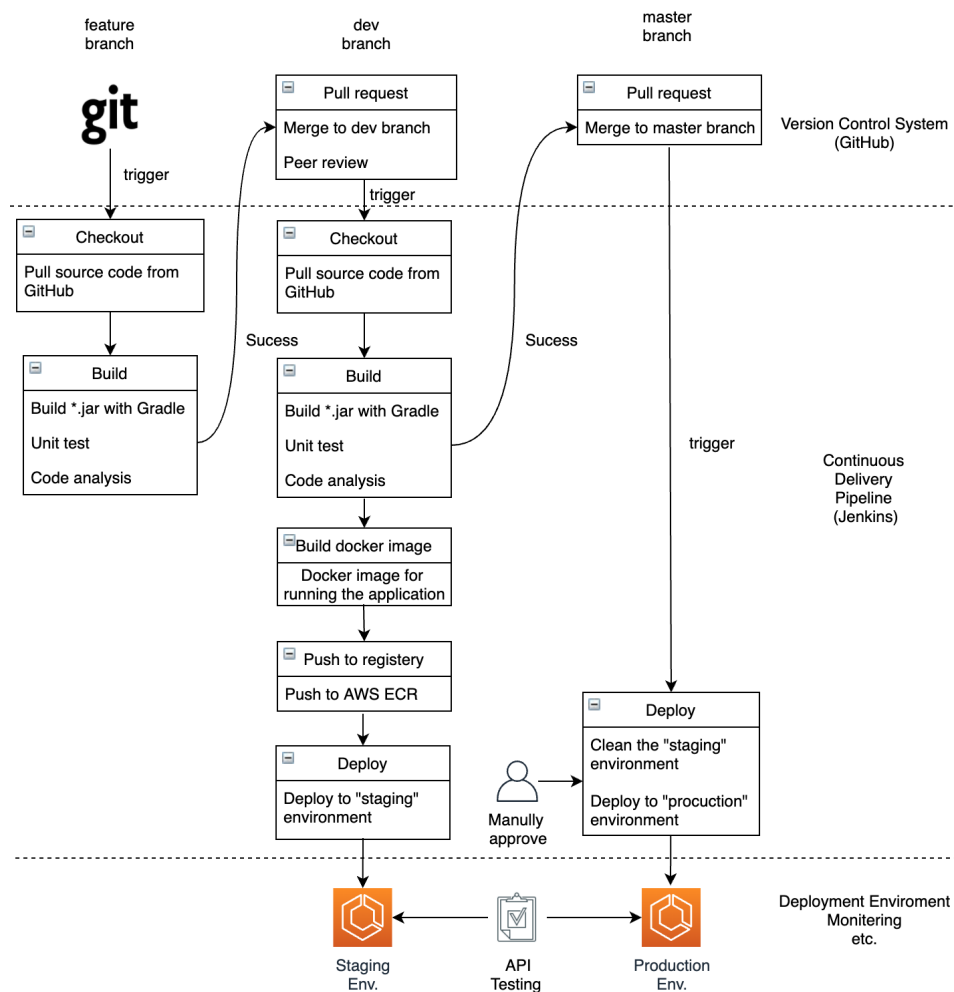 feature
branch
dev
branch
master
branch
git
trigger
Pull request
Merge to dev branch
Peer review
trigger
Pull request
Merge to master branch
Version Control System
(GitHub)
Checkout
Pull source code from
GitHub
Checkout
Pull source code from
GitHub
Sucess
Sucess
Build
Build *.jar with Gradle
Unit test
Code analysis
Build
Build *.jar with Gradle
Unit test
Code analysis
trigger
Continuous
Delivery
Pipeline
(Jenkins)
Build docker image
Docker image for
running the application
Push to registery
Push to AWS ECR
Deploy
Deploy to "staging"
environment
Manully
approve
Deploy
Clean the "staging"
environment
Deploy to "procuction"
environment
Staging
Env.
API
Testing
Production
Env.
Deployment Enviroment
Monitering
etc.